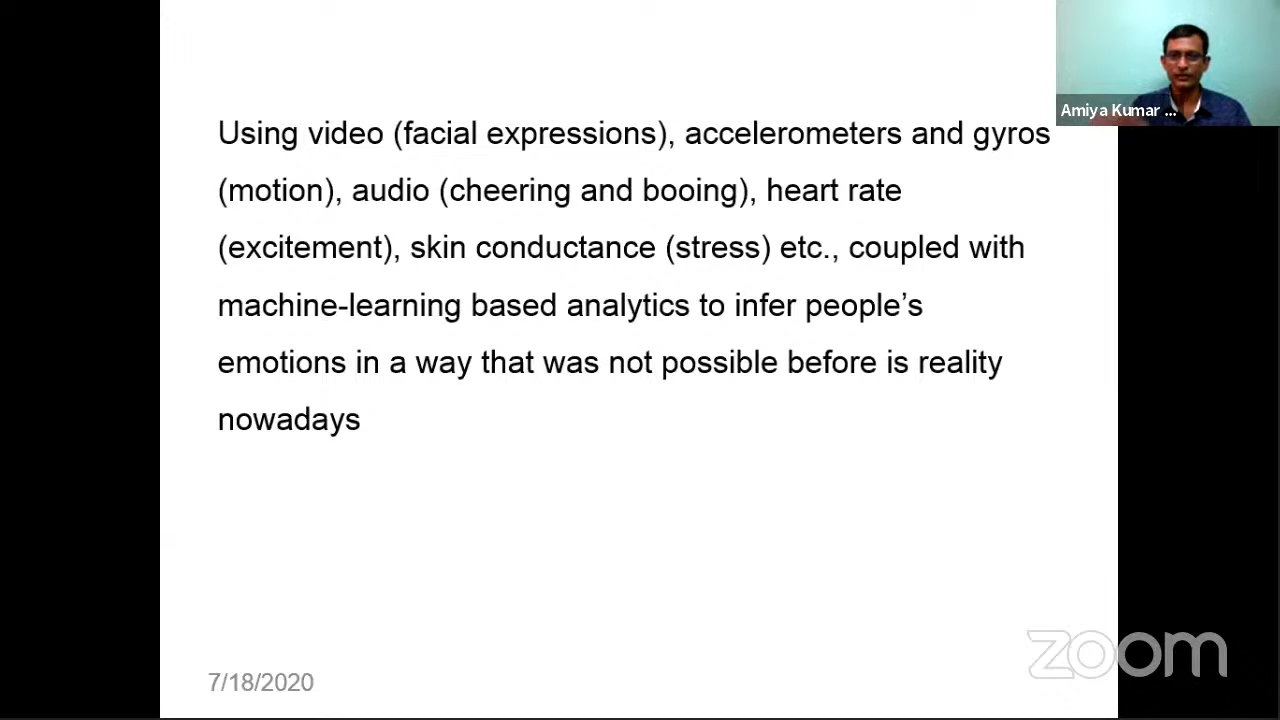 Using video (facial expressions), accelerometers and gyros
(motion), audio (cheering and booing), heart rate
(excitement), skin conductance (stress) etc., coupled with
machine-learning based analytics to infer people’s
emotions in a way that was not possible before is reality
nowadays
Amiya Kumar ...
7/18/2020
zoom